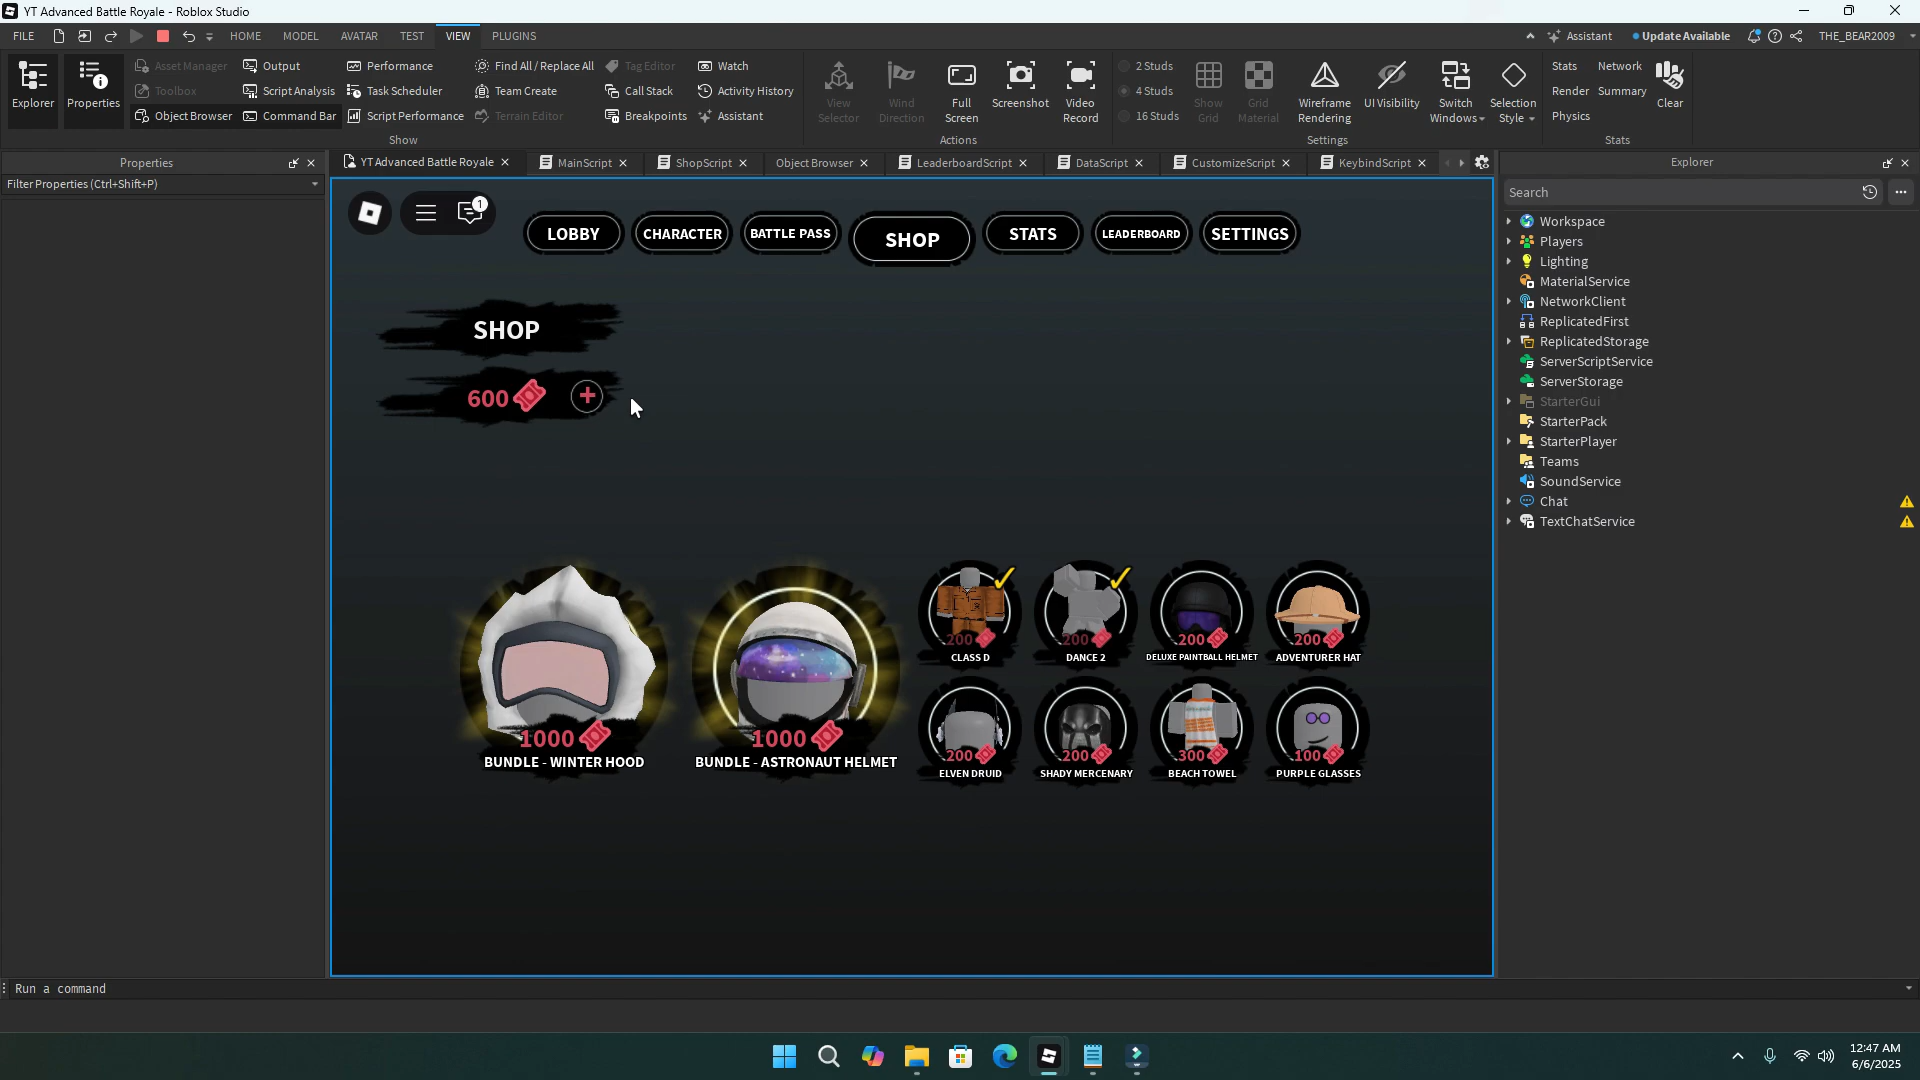 YT Advanced Battle Royale - Roblox Studio
FILE HOME MODEL AVATAR TEST VIEW PLUGINS Assistant Update Available THE_BEAR2009
Explorer
Properties
Asset Manager
Toolbox
Object Browser
Output
Script Analysis
Command Bar
Performance
Task Scheduler
Script Performance
Find All / Replace All
Team Create
Terrain Editor
Tag Editor
Call Stack
Breakpoints
Watch
Activity History
Assistant
Show
View
Selector
Wind
Direction
Full
Screen
Screenshot
Video
Record
Actions
2 Studs
4 Studs
16 Studs
Show
Grid
Grid
Material
Wireframe
Rendering
UI Visibility
Switch
Windows
Selection
Style
Settings
Stats
Render
Physics
Network
Summary
Clear
Stats
Properties
Filter Properties (Ctrl+Shift+P)
YT Advanced Battle Royale MainScript ShopScript Object Browser LeaderboardScript DataScript CustomizeScript KeybindScript
1
LOBBY CHARACTER BATTLE PASS SHOP STATS LEADERBOARD SETTINGS
SHOP
600 +
1000
BUNDLE - WINTER HOOD
1000
BUNDLE - ASTRONAUT HELMET
200
CLASS D
200
DANCE 2
200
DELUXE PAINTBALL HELMET
200
ADVENTURER HAT
200
ELVEN DRUID
200
SHADY MERCENARY
300
BEACH TOWEL
100
PURPLE GLASSES
Explorer
Search
Workspace
Players
Lighting
MaterialService
NetworkClient
ReplicatedFirst
ReplicatedStorage
ServerScriptService
ServerStorage
StarterGui
StarterPack
StarterPlayer
Teams
SoundService
Chat
TextChatService
Run a command
12:47 AM
6/6/2025